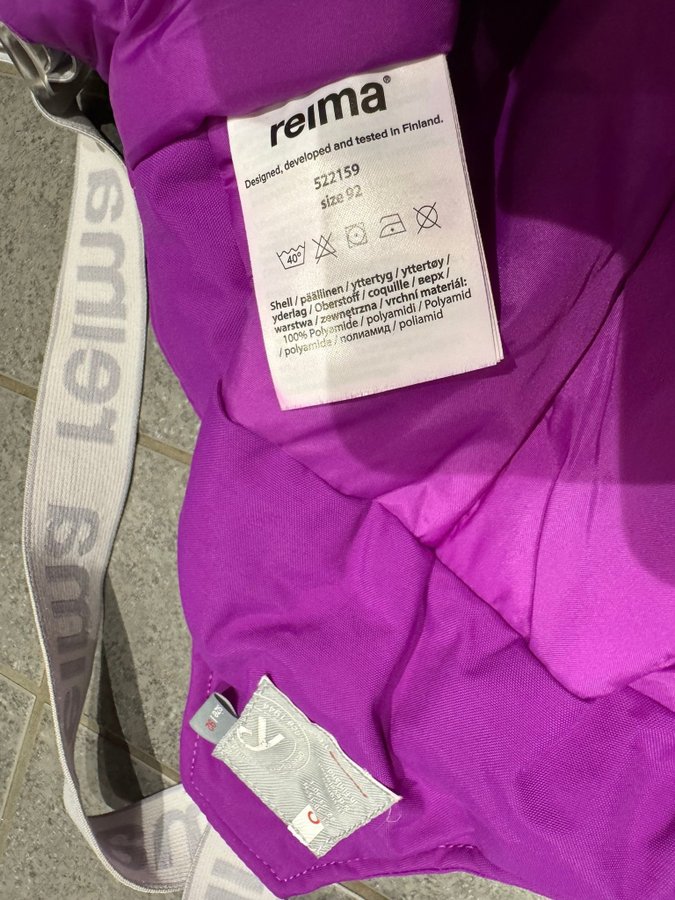 reima®
Designed, developed and tested in Finland.
522159
size 92
40°
Shell / päällinen / yttertyg / yttertøy /
yderlag / Oberstoff / coquille / верх /
warstwa / zewnętrzna / vrchní materiál:
100% Polyamide / polyamidi / Polyamid
/ polyamide / полиамид / poliamid
reima
reima